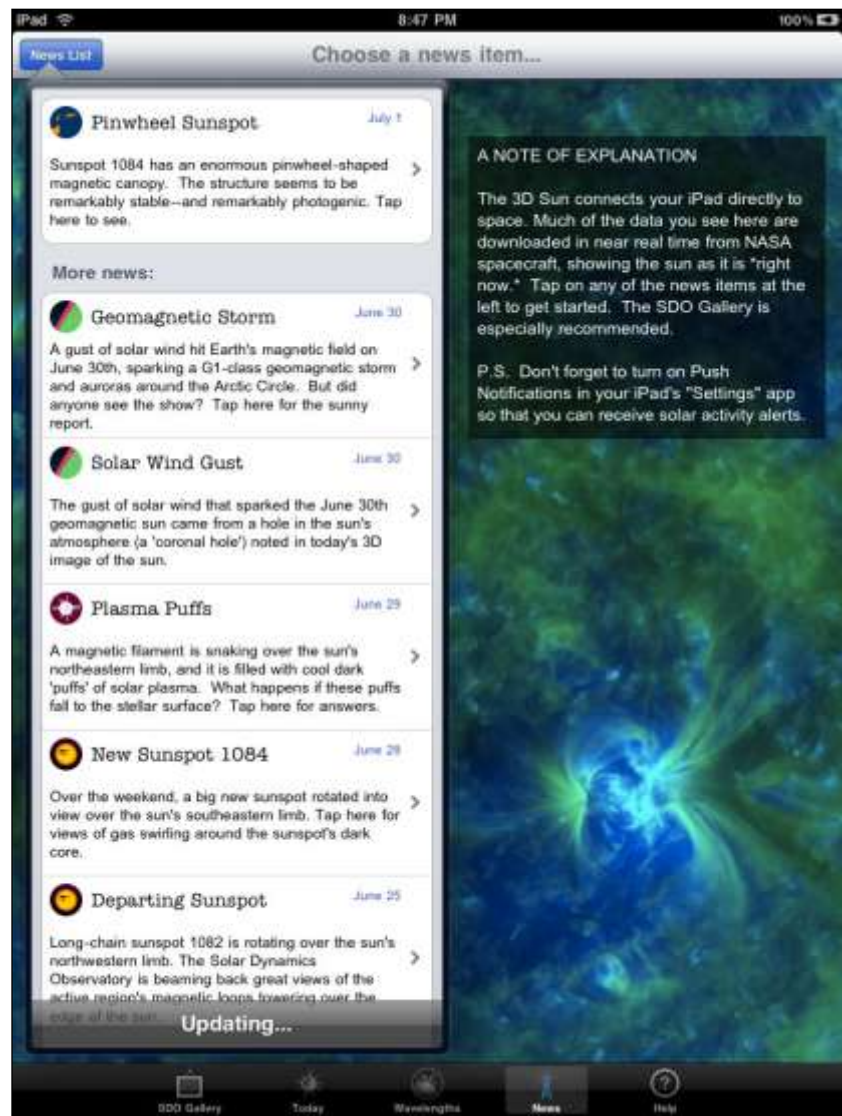 iPad
8:47 PM
100%
News List
Choose a news item...
Pinwheel Sunspot
July 1
Sunspot 1084 has an enormous pinwheel-shaped
magnetic canopy. The structure seems to be
remarkably stable--and remarkably photogenic. Tap
here to see.
More news:
Geomagnetic Storm
June 30
A gust of solar wind hit Earth's magnetic field on
June 30th, sparking a G1-class geomagnetic storm
and auroras around the Arctic Circle. But did
anyone see the show? Tap here for the sunny
report.
Solar Wind Gust
June 30
The gust of solar wind that sparked the June 30th
geomagnetic sun came from a hole in the sun's
atmosphere (a 'coronal hole') noted in today's 3D
image of the sun.
Plasma Puffs
June 29
A magnetic filament is snaking over the sun's
northeastern limb, and it is filled with cool dark
'puffs' of solar plasma. What happens if these puffs
fall to the stellar surface? Tap here for answers.
New Sunspot 1084
June 28
Over the weekend, a big new sunspot rotated into
view over the sun's southeastern limb. Tap here for
views of gas swirling around the sunspot's dark
core.
Departing Sunspot
June 25
Long-chain sunspot 1082 is rotating over the sun's
northwestern limb. The Solar Dynamics
Observatory is beaming back great views of the
active region's magnetic loops towering over the
edge of the sun.
Updating...
A NOTE OF EXPLANATION
The 3D Sun connects your iPad directly to
space. Much of the data you see here are
downloaded in near real time from NASA
spacecraft, showing the sun as it is "right
now." Tap on any of the news items at the
left to get started. The SDO Gallery is
especially recommended.
P.S. Don't forget to turn on Push
Notifications in your iPad's "Settings" app
so that you can receive solar activity alerts.
SDO Gallery
Today
Wavelengths
News
Help